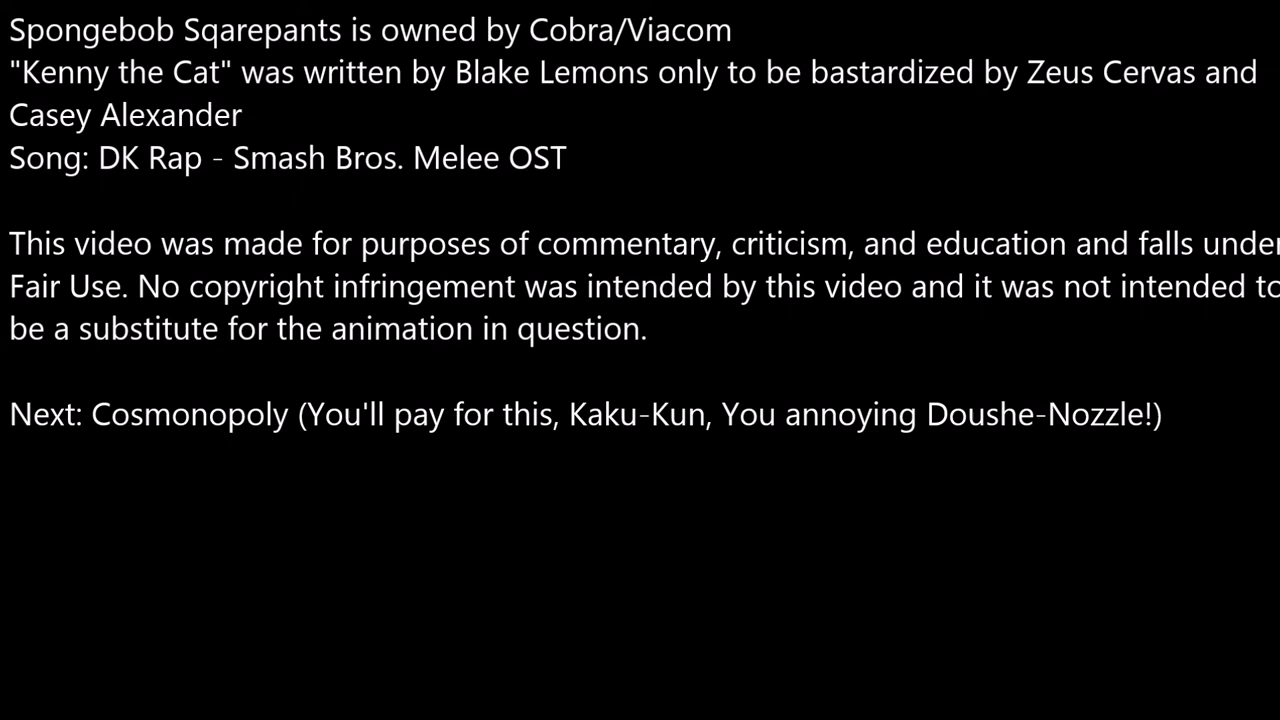 Spongebob Sqarepants is owned by Cobra/Viacom
"Kenny the Cat" was written by Blake Lemons only to be bastardized by Zeus Cervas and
Casey Alexander
Song: DK Rap - Smash Bros. Melee OST
This video was made for purposes of commentary, criticism, and education and falls under
Fair Use. No copyright infringement was intended by this video and it was not intended to
be a substitute for the animation in question.
Next: Cosmonopoly (You'll pay for this, Kaku-Kun, You annoying Doushe-Nozzle!)